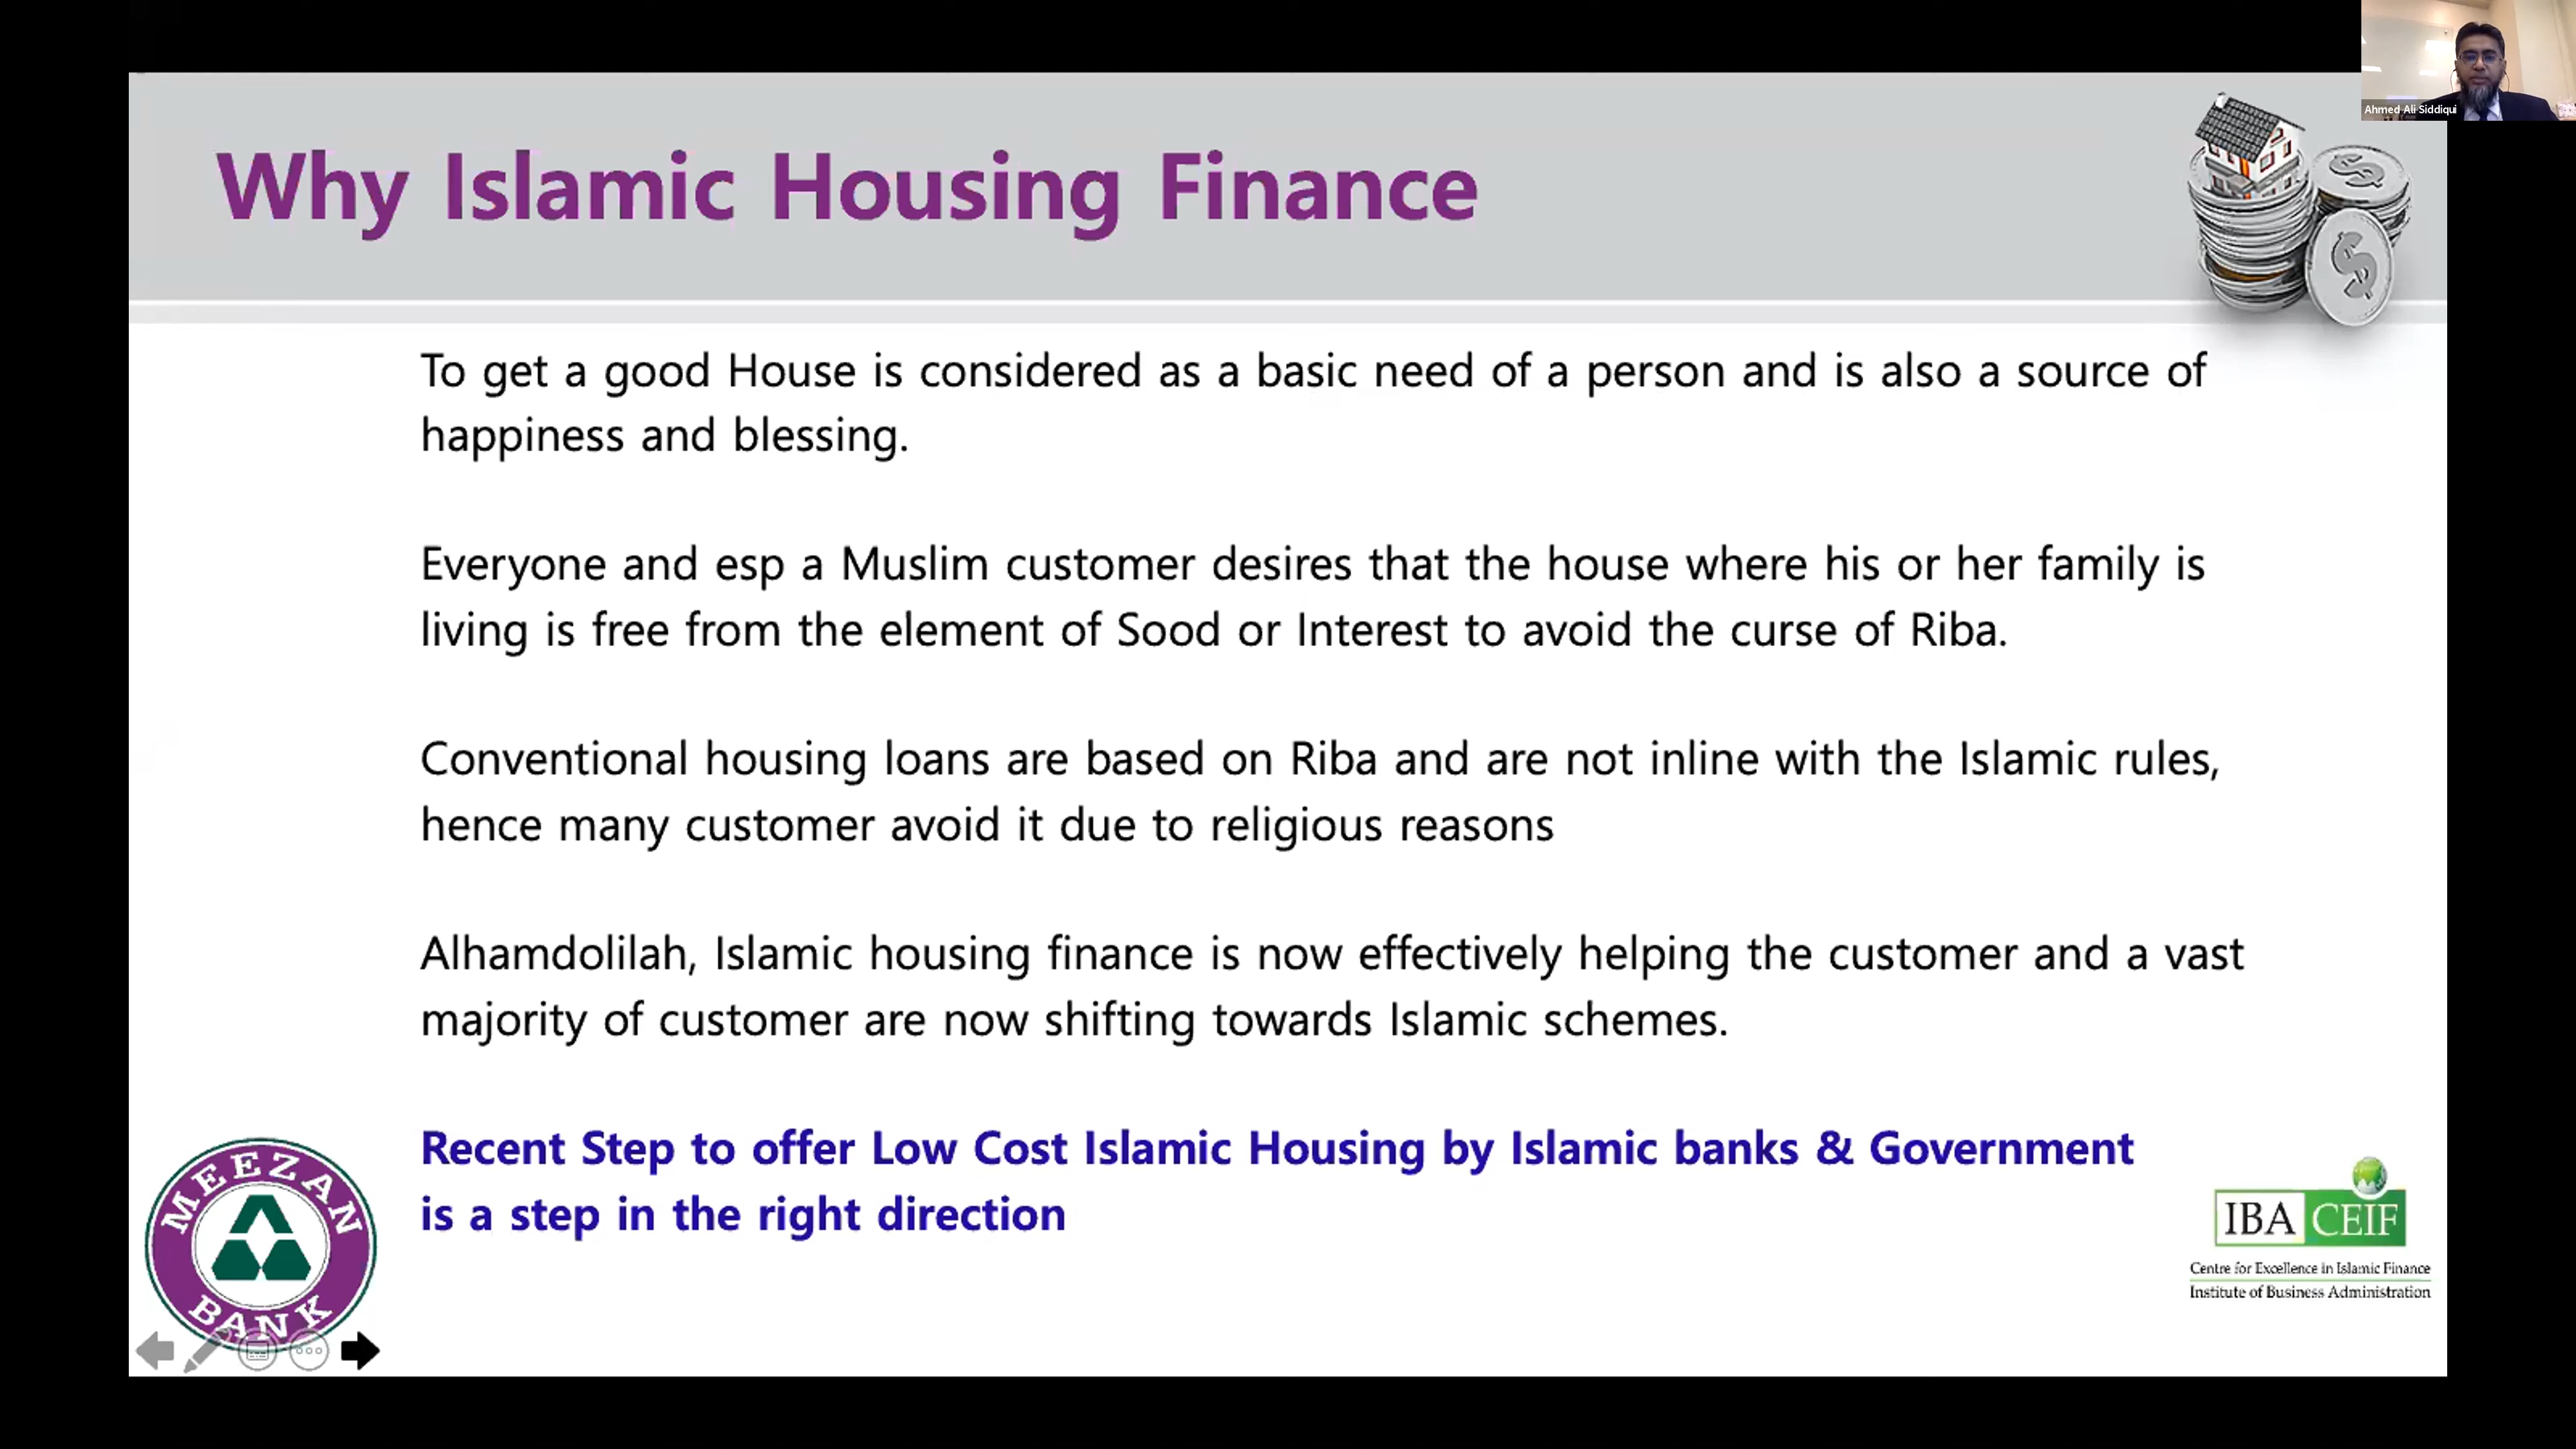 Ahmed Ali Siddiqui
Why Islamic Housing Finance
To get a good House is considered as a basic need of a person and is also a source of
happiness and blessing.
Everyone and esp a Muslim customer desires that the house where his or her family is
living is free from the element of Sood or Interest to avoid the curse of Riba.
Conventional housing loans are based on Riba and are not inline with the Islamic rules,
hence many customer avoid it due to religious reasons
Alhamdolilah, Islamic housing finance is now effectively helping the customer and a vast
majority of customer are now shifting towards Islamic schemes.
Recent Step to offer Low Cost Islamic Housing by Islamic banks & Government
is a step in the right direction
MEEZAN
BANK
IBA CEIF
Centre for Excellence in Islamic Finance
Institute of Business Administration